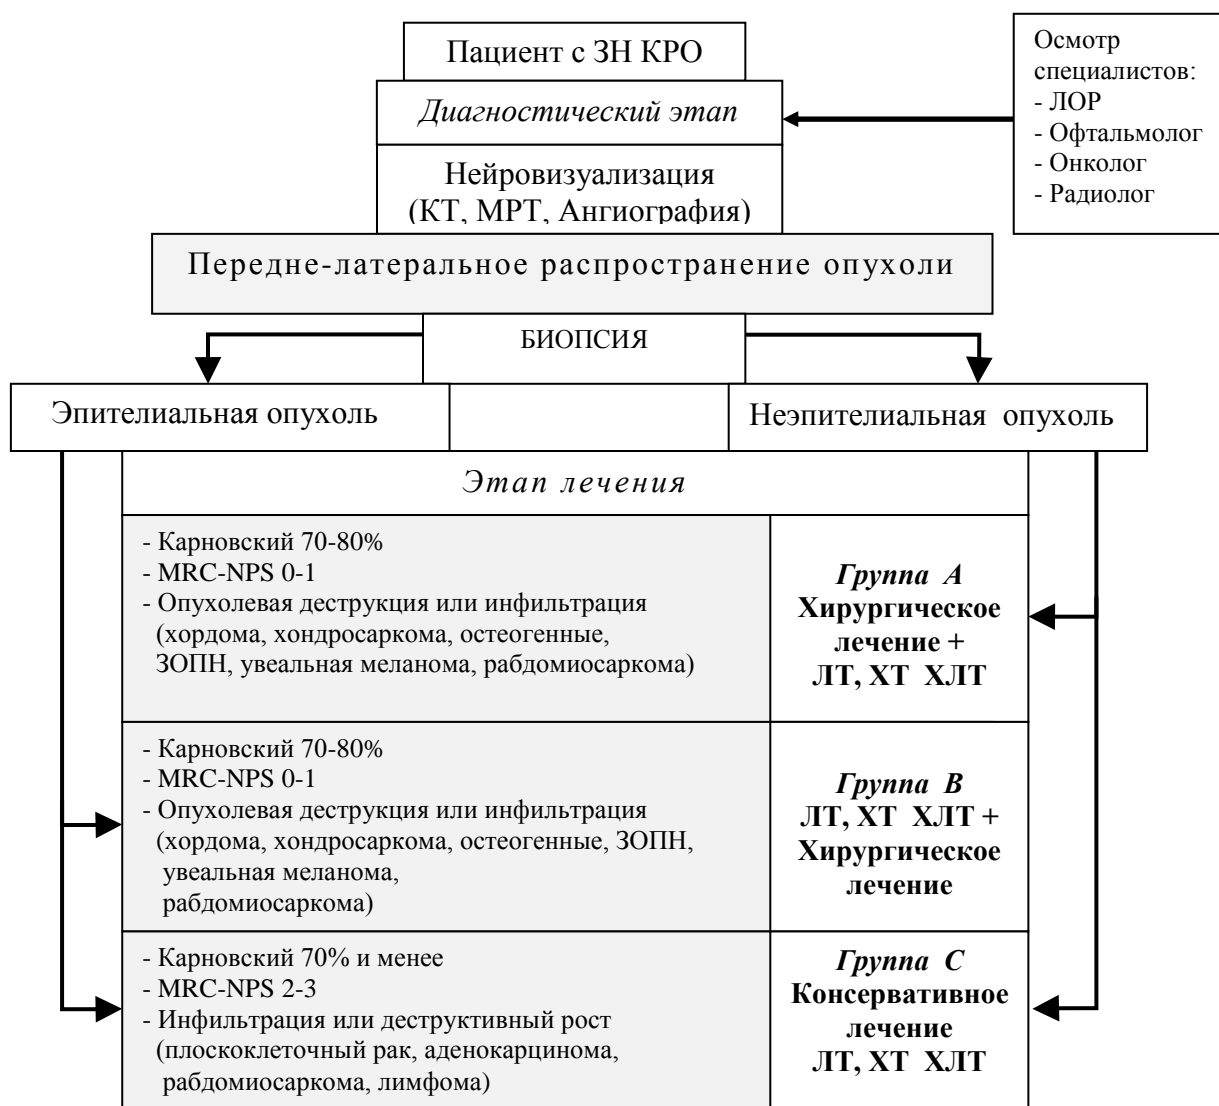 Пациент с ЗН КРО
Диагностический этап
Нейровизуализация
(КТ, МРТ, Ангиография)
Осмотр
специалистов:
- ЛОР
- Офтальмолог
- Онколог
- Радиолог
Передне-латеральное распространение опухоли
БИОПСИЯ
Эпителиальная опухоль
Неэпителиальная опухоль
Этап лечения
- Карновский 70-80%
- MRC-NPS 0-1
- Опухолевая деструкция или инфильтрация
(хордома, хондросаркома, остеогенные,
ЗОПН, увеальная меланома, рабдомиосаркома)
Группа А
Хирургическое
лечение +
ЛТ, ХТ ХЛТ
- Карновский 70-80%
- MRC-NPS 0-1
- Опухолевая деструкция или инфильтрация
(хордома, хондросаркома, остеогенные, ЗОПН,
увеальная меланома,
рабдомиосаркома)
Группа В
ЛТ, ХТ ХЛТ +
Хирургическое
лечение
- Карновский 70% и менее
- MRC-NPS 2-3
- Инфильтрация или деструктивный рост
(плоскоклеточный рак, аденокарцинома,
рабдомиосаркома, лимфома)
Группа С
Консервативное
лечение
ЛТ, ХТ ХЛТ